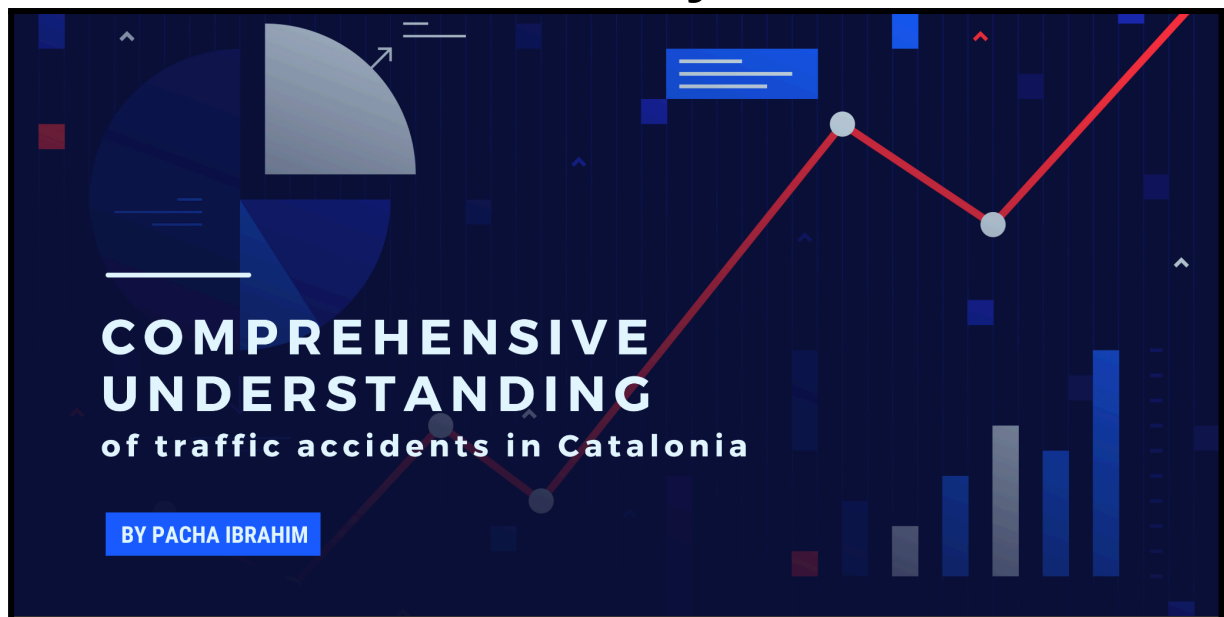 COMPREHENSIVE
UNDERSTANDING
of traffic accidents in Catalonia
BY PACHA IBRAHIM